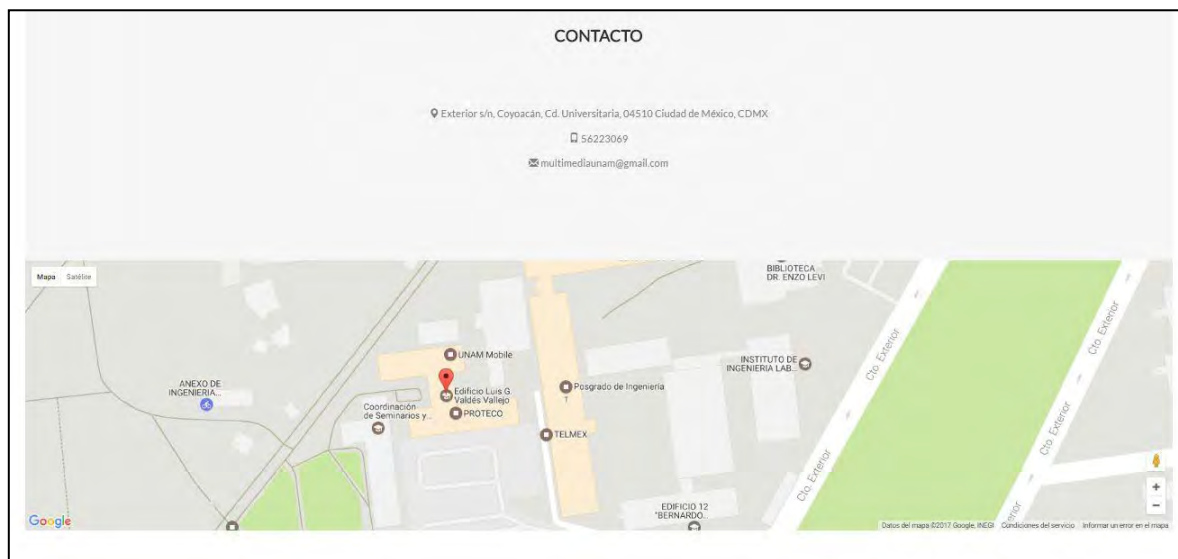 CONTACTO
Exterior s/n, Coyoacán, Cd. Universitaria, 04510 Ciudad de México, CDMX
56223069
multimediaunam@gmail.com
Mapa Satélite
BIBLIOTECA
DR. ENZO LEVI
Cto. Exterior
Cto. Exterior
UNAM Mobile
INSTITUTO DE
INGENIERIA LAB...
ANEXO DE
INGENIERIA...
Edificio Luis G.
Valdés Vallejo
Posgrado de Ingenieria
Coordinación
de Seminarios y...
PROTECO
TELMEX
Cto. Exterior
Cto. Exterior
EDIFICIO 12
"BERNARDO...
Google
Datos del mapa ©2017 Google, INEGI Condiciones del servicio Informar un error en el mapa